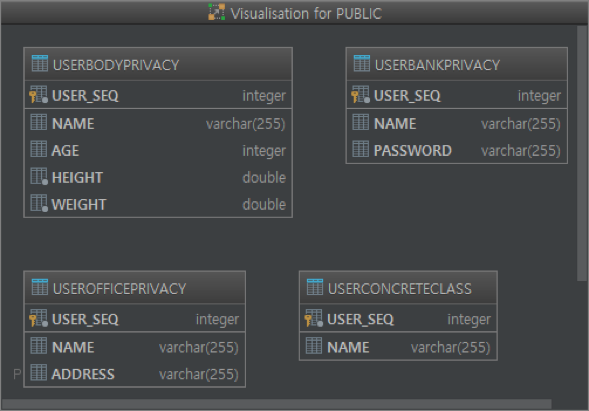 Visualisation for PUBLIC
USERBODYPRIVACY
USER_SEQ integer
NAME varchar(255)
AGE integer
HEIGHT double
WEIGHT double
USERBANKPRIVACY
USER_SEQ integer
NAME varchar(255)
PASSWORD varchar(255)
USEROFFICEPRIVACY
USER_SEQ integer
NAME varchar(255)
ADDRESS varchar(255)
USERCONCRETECLASS
USER_SEQ integer
NAME varchar(255)
P